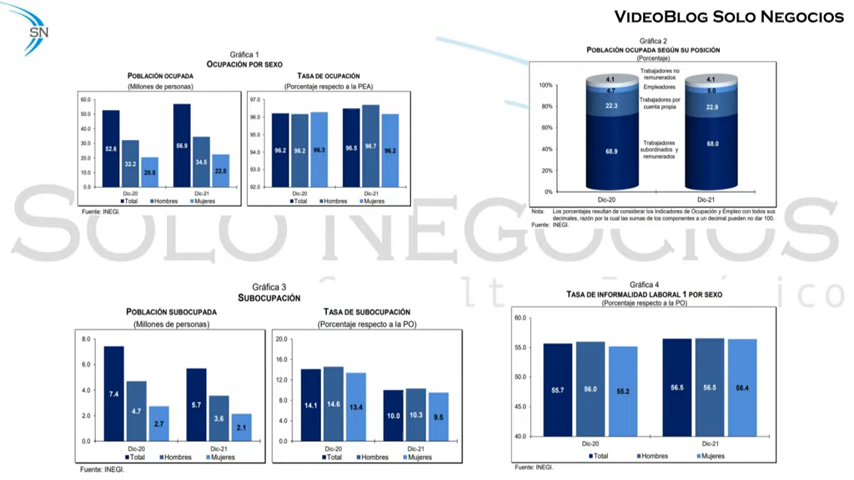 SN
VIDEOBLOG SOLO NEGOCIOS
Gráfica 1
OCUPACIÓN POR SEXO
POBLACIÓN OCUPADA
(Millones de personas)
60.0
50.0
40.0
30.0
20.0
10.0
0.0
52.6
32.2
20.5
56.9
34.5
22.5
Dic-20
Dic-21
Total Hombres Mujeres
TASA DE OCUPACIÓN
(Porcentaje respecto a la PEA)
97.0
96.0
95.0
94.0
93.0
92.0
96.2
96.2
96.3
96.5
96.7
96.2
Dic-20
Dic-21
Total Hombres Mujeres
Fuente: INEGI.
Gráfica 2
POBLACIÓN OCUPADA SEGÚN SU POSICIÓN
(Porcentaje)
100%
80%
60%
40%
20%
0%
4.1
4.7
22.3
68.9
Trabajadores no
remunerados
Empleadores
Trabajadores por
cuenta propia
Trabajadores
subordinados y
remunerados
4.1
5.0
22.9
68.0
Dic-20
Dic-21
Nota: Los porcentajes resultan de considerar los Indicadores de Ocupación y Empleo con todos sus
decimales, razón por la cual las sumas de los componentes a un decimal pueden no dar 100.
Fuente: INEGI.
SOLO NEGOCIOS
Gráfica 3
SUBOCUPACIÓN
POBLACIÓN SUBOCUPADA
(Millones de personas)
8.0
6.0
4.0
2.0
0.0
7.4
4.7
2.7
5.7
3.6
2.1
Dic-20
Dic-21
Total Hombres Mujeres
TASA DE SUBOCUPACIÓN
(Porcentaje respecto a la PO)
20.0
16.0
12.0
8.0
4.0
0.0
14.1
14.6
13.4
10.0
10.3
9.5
Dic-20
Dic-21
Total Hombres Mujeres
Fuente: INEGI.
Gráfica 4
TASA DE INFORMALIDAD LABORAL 1 POR SEXO
(Porcentaje respecto a la PO)
60.0
55.0
50.0
45.0
40.0
55.7
56.0
55.2
56.5
56.5
56.4
Dic-20
Dic-21
Total Hombres Mujeres
Fuente: INEGI.